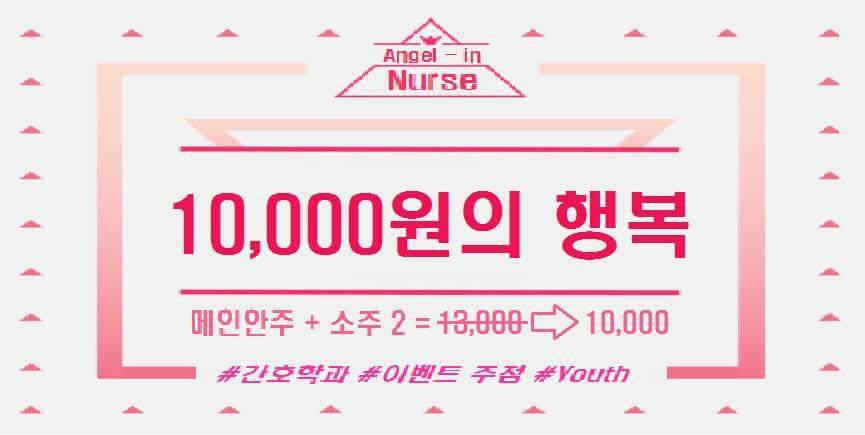 Angel - in
Nurse
10,000원의 행복
메인안주 + 소주 2 = 13,000 ⇨ 10,000
#간호학과 #이벤트 주점 #Youth